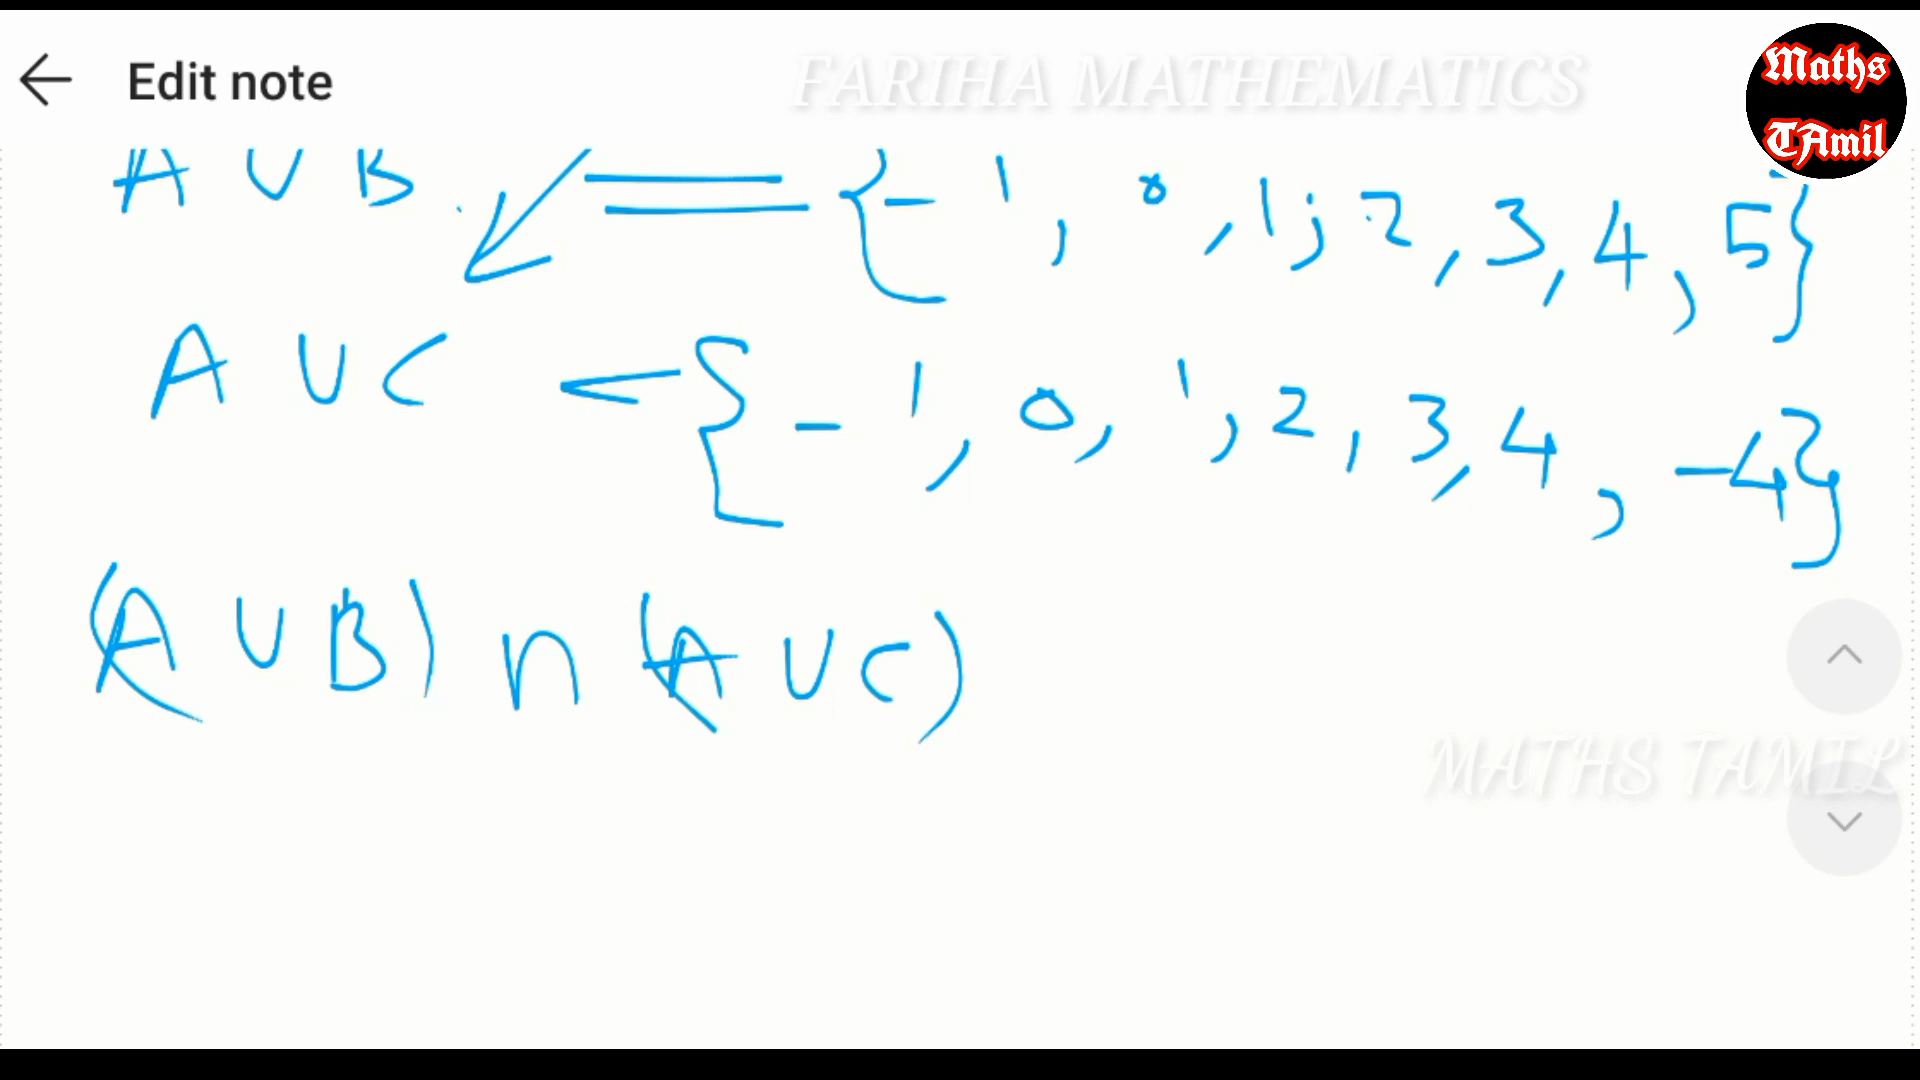 Edit note
FARIHA MATHEMATICS
Maths
TAmil
A ∪ B = {-1, 0, 1, 2, 3, 4, 5}
A ∪ C {-1, 0, 1, 2, 3, 4, -4}
(A ∪ B) ∩ (A ∪ C)
MATHS TAMIL